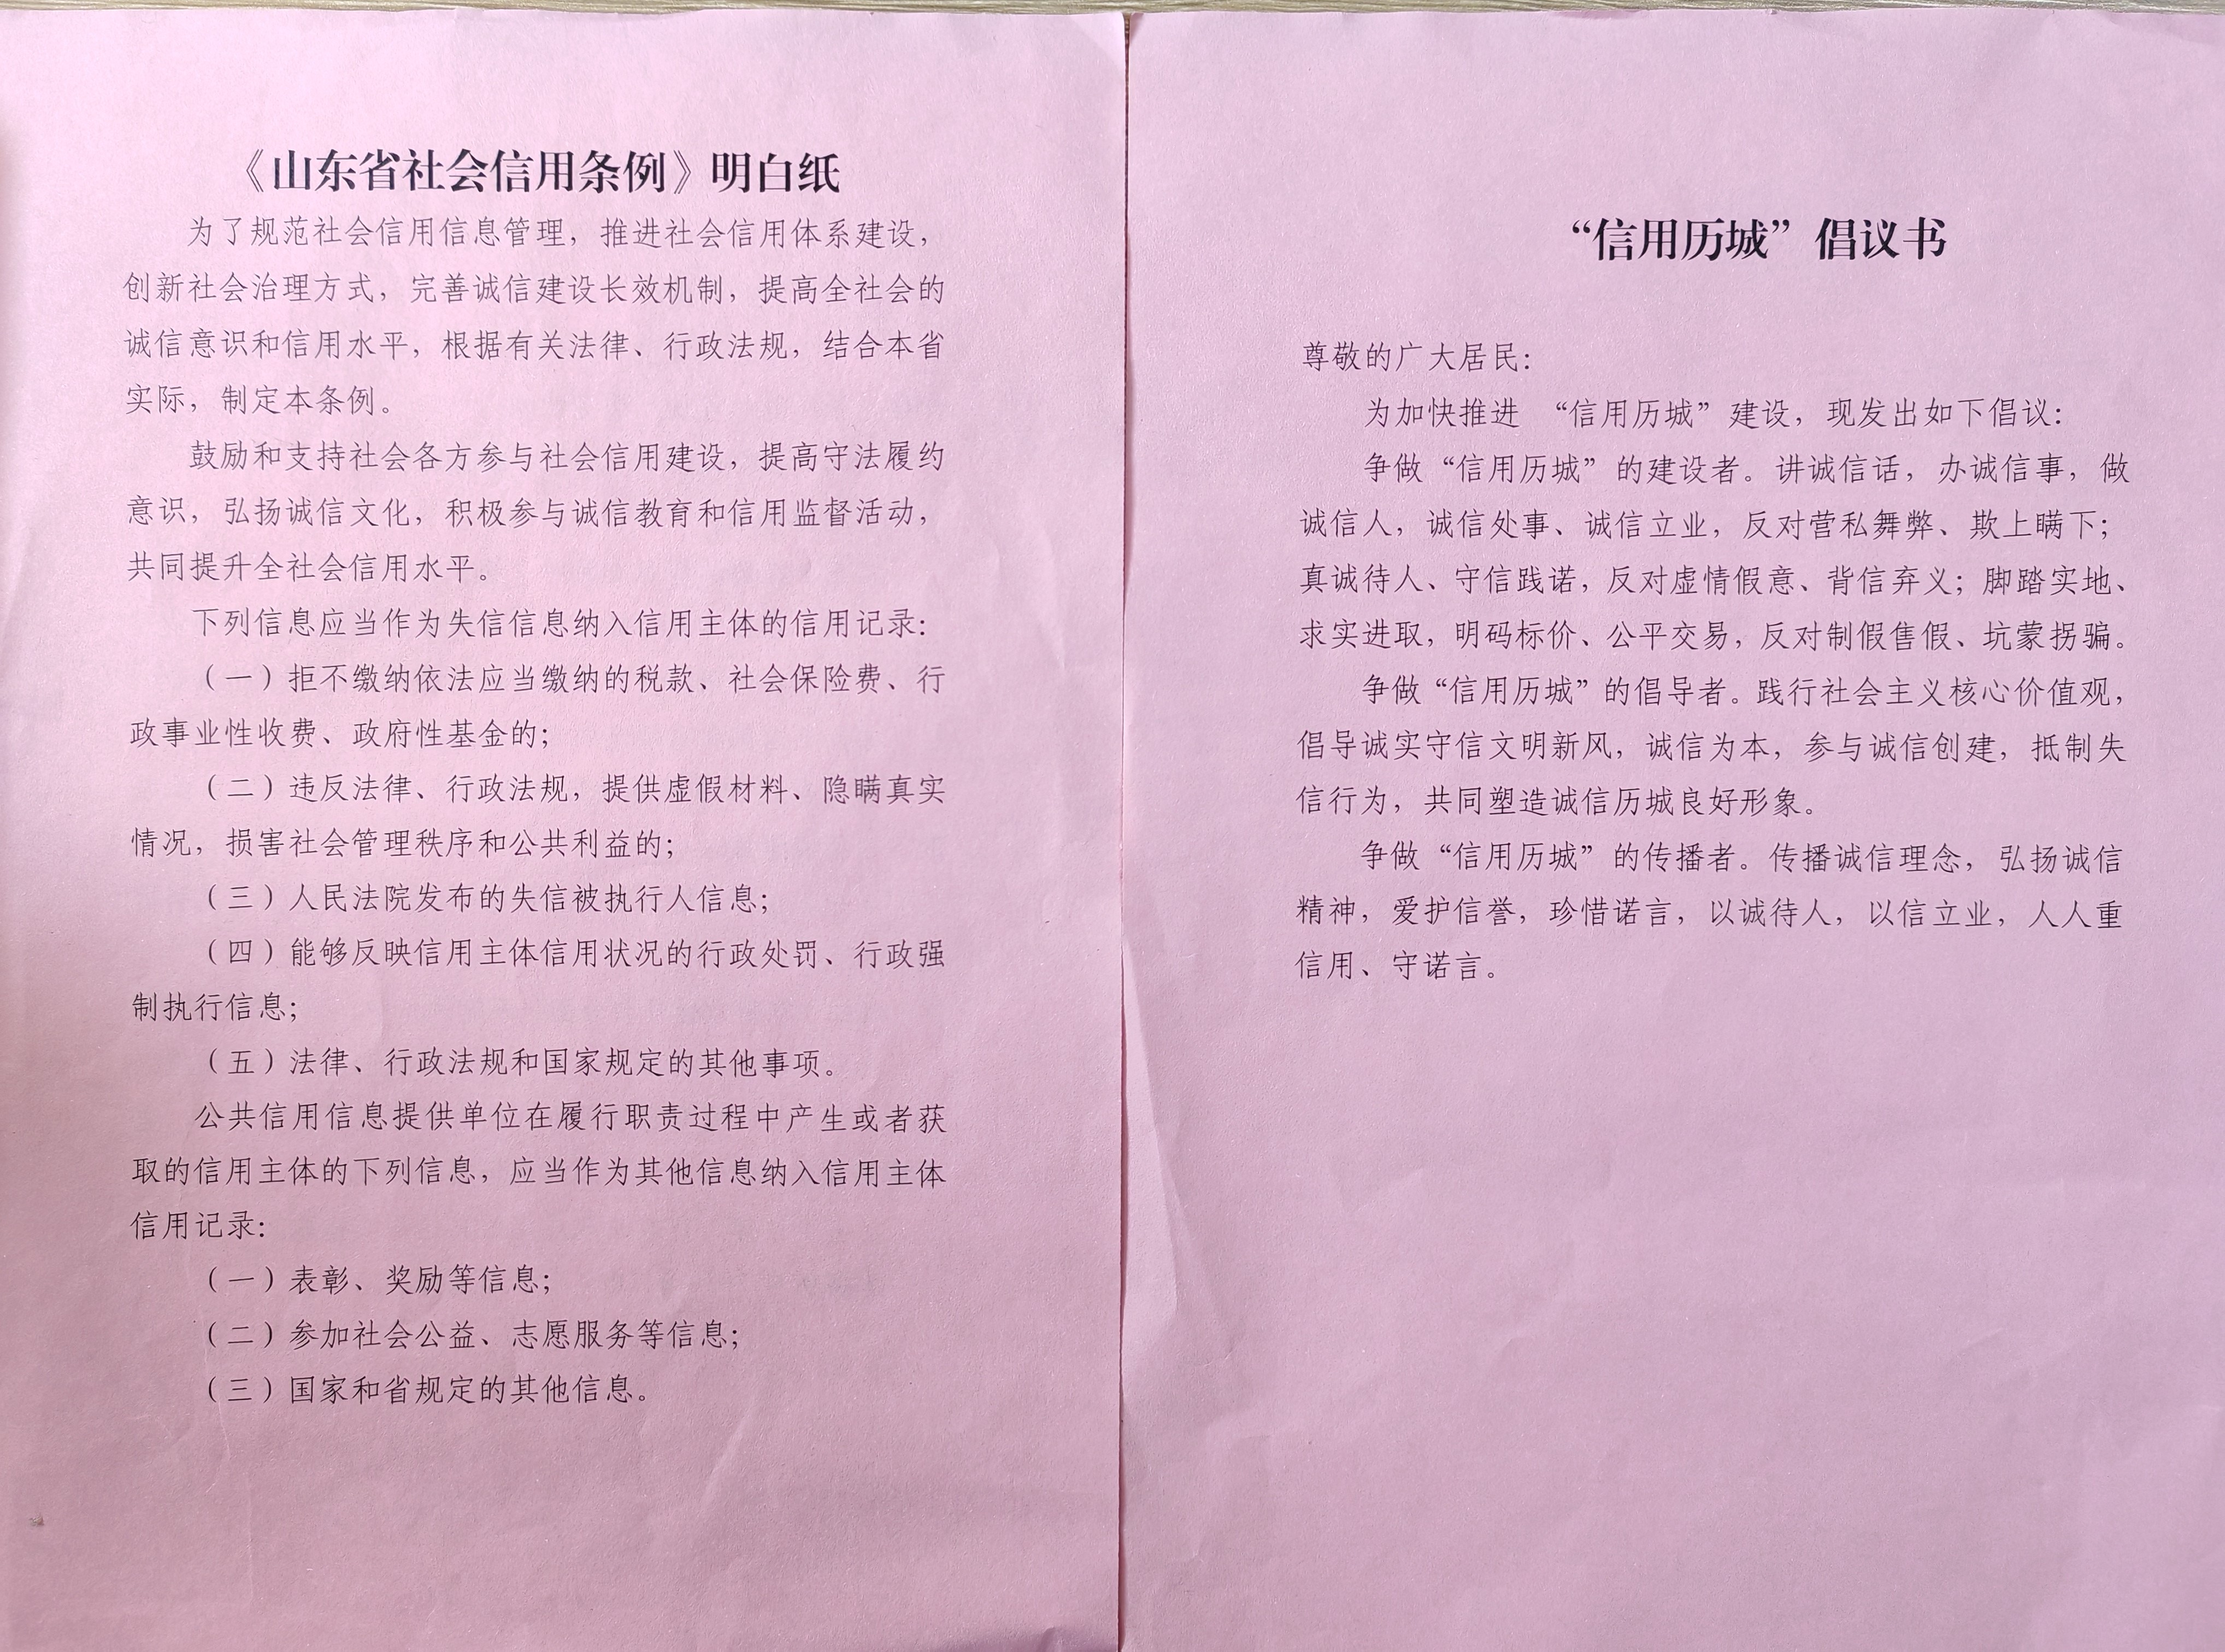 《山东省社会信用条例》明白纸
为了规范社会信用信息管理，推进社会信用体系建设，
创新社会治理方式，完善诚信建设长效机制，提高全社会的
诚信意识和信用水平，根据有关法律、行政法规，结合本省
实际，制定本条例。
鼓励和支持社会各方参与社会信用建设，提高守法履约
意识，弘扬诚信文化，积极参与诚信教育和信用监督活动，
共同提升全社会信用水平。
下列信息应当作为失信信息纳入信用主体的信用记录：
（一）拒不缴纳依法应当缴纳的税款、社会保险费、行
政事业性收费、政府性基金的；
（二）违反法律、行政法规，提供虚假材料、隐瞒真实
情况，损害社会管理秩序和公共利益的；
（三）人民法院发布的失信被执行人信息；
（四）能够反映信用主体信用状况的行政处罚、行政强
制执行信息；
（五）法律、行政法规和国家规定的其他事项。
公共信用信息提供单位在履行职责过程中产生或者获
取的信用主体的下列信息，应当作为其他信息纳入信用主体
信用记录：
（一）表彰、奖励等信息；
（二）参加社会公益、志愿服务等信息；
（三）国家和省规定的其他信息。
“信用历城”倡议书
尊敬的广大居民：
为加快推进 “信用历城”建设，现发出如下倡议：
争做“信用历城”的建设者。讲诚信话，办诚信事，做
诚信人，诚信处事、诚信立业，反对营私舞弊、欺上瞒下；
真诚待人、守信践诺，反对虚情假意、背信弃义；脚踏实地、
求实进取，明码标价、公平交易，反对制假售假、坑蒙拐骗。
争做“信用历城”的倡导者。践行社会主义核心价值观，
倡导诚实守信文明新风，诚信为本，参与诚信创建，抵制失
信行为，共同塑造诚信历城良好形象。
争做“信用历城”的传播者。传播诚信理念，弘扬诚信
精神，爱护信誉，珍惜诺言，以诚待人，以信立业，人人重
信用、守诺言。